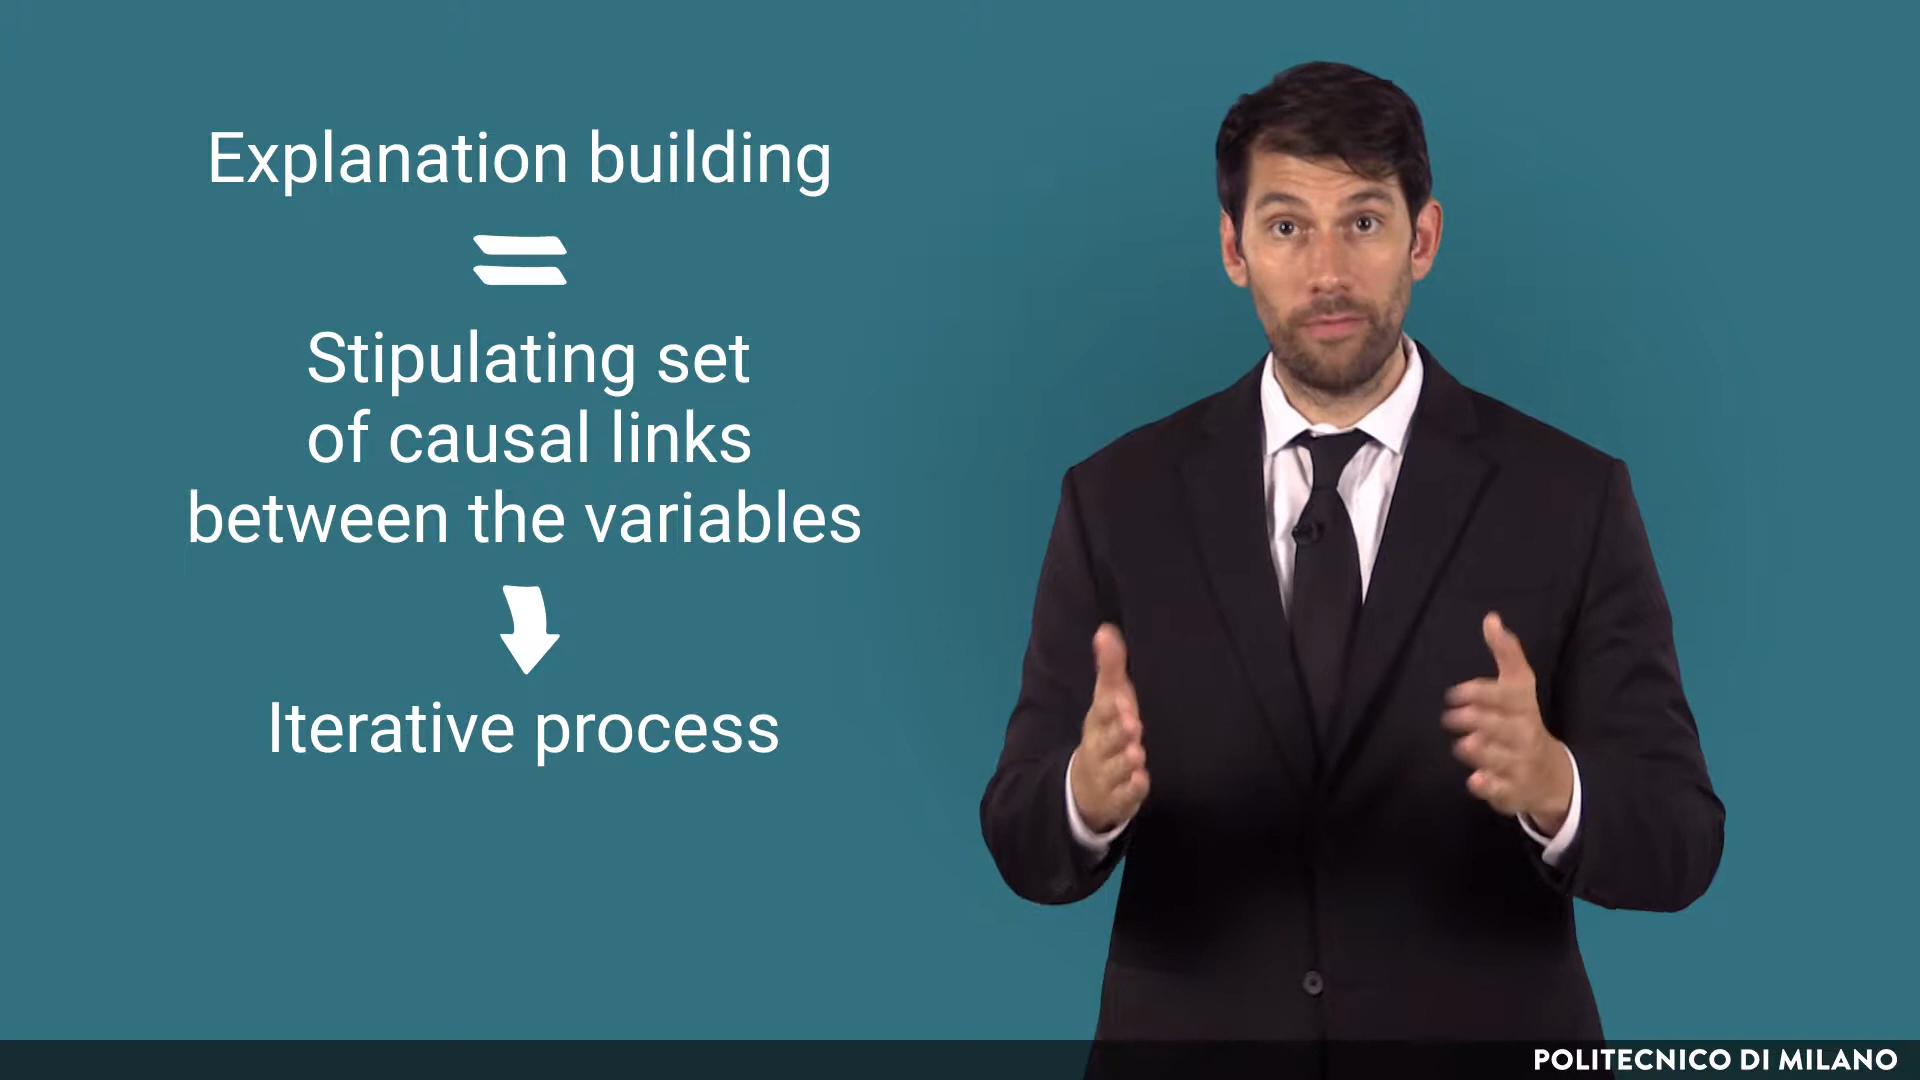 Explanation building
=
Stipulating set
of causal links
between the variables
Iterative process
POLITECNICO DI MILANO